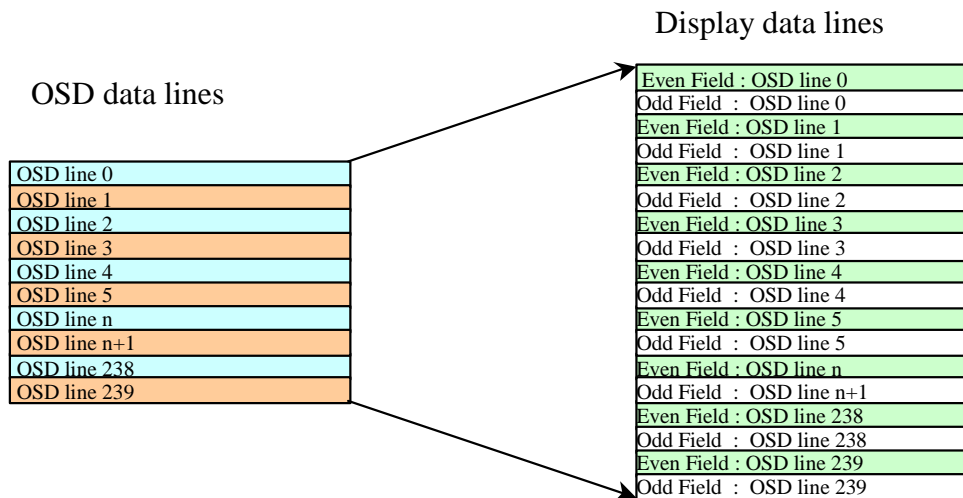 Display data lines
OSD data lines
OSD line 0
OSD line 1
OSD line 2
OSD line 3
OSD line 4
OSD line 5
OSD line n
OSD line n+1
OSD line 238
OSD line 239
Even Field : OSD line 0
Odd Field : OSD line 0
Even Field : OSD line 1
Odd Field : OSD line 1
Even Field : OSD line 2
Odd Field : OSD line 2
Even Field : OSD line 3
Odd Field : OSD line 3
Even Field : OSD line 4
Odd Field : OSD line 4
Even Field : OSD line 5
Odd Field : OSD line 5
Even Field : OSD line n
Odd Field : OSD line n+1
Even Field : OSD line 238
Odd Field : OSD line 238
Even Field : OSD line 239
Odd Field : OSD line 239